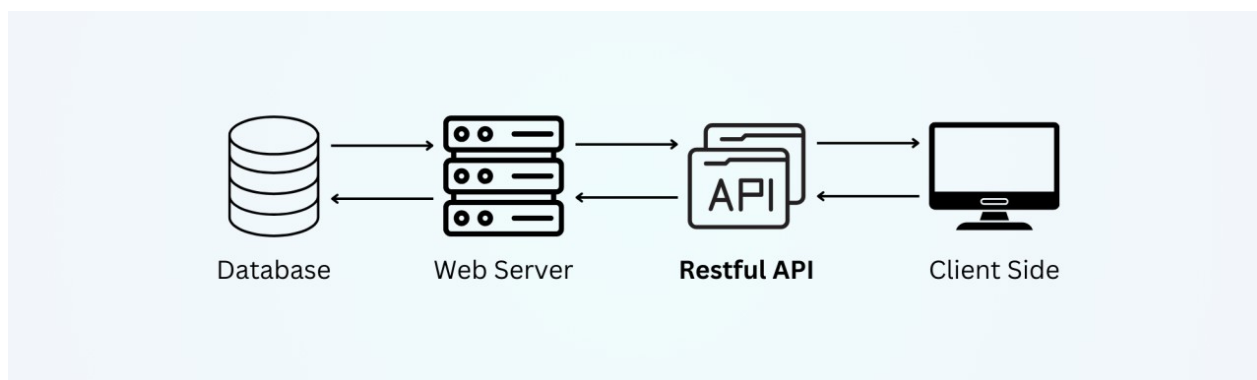 API
Database
Web Server
Restful API
Client Side